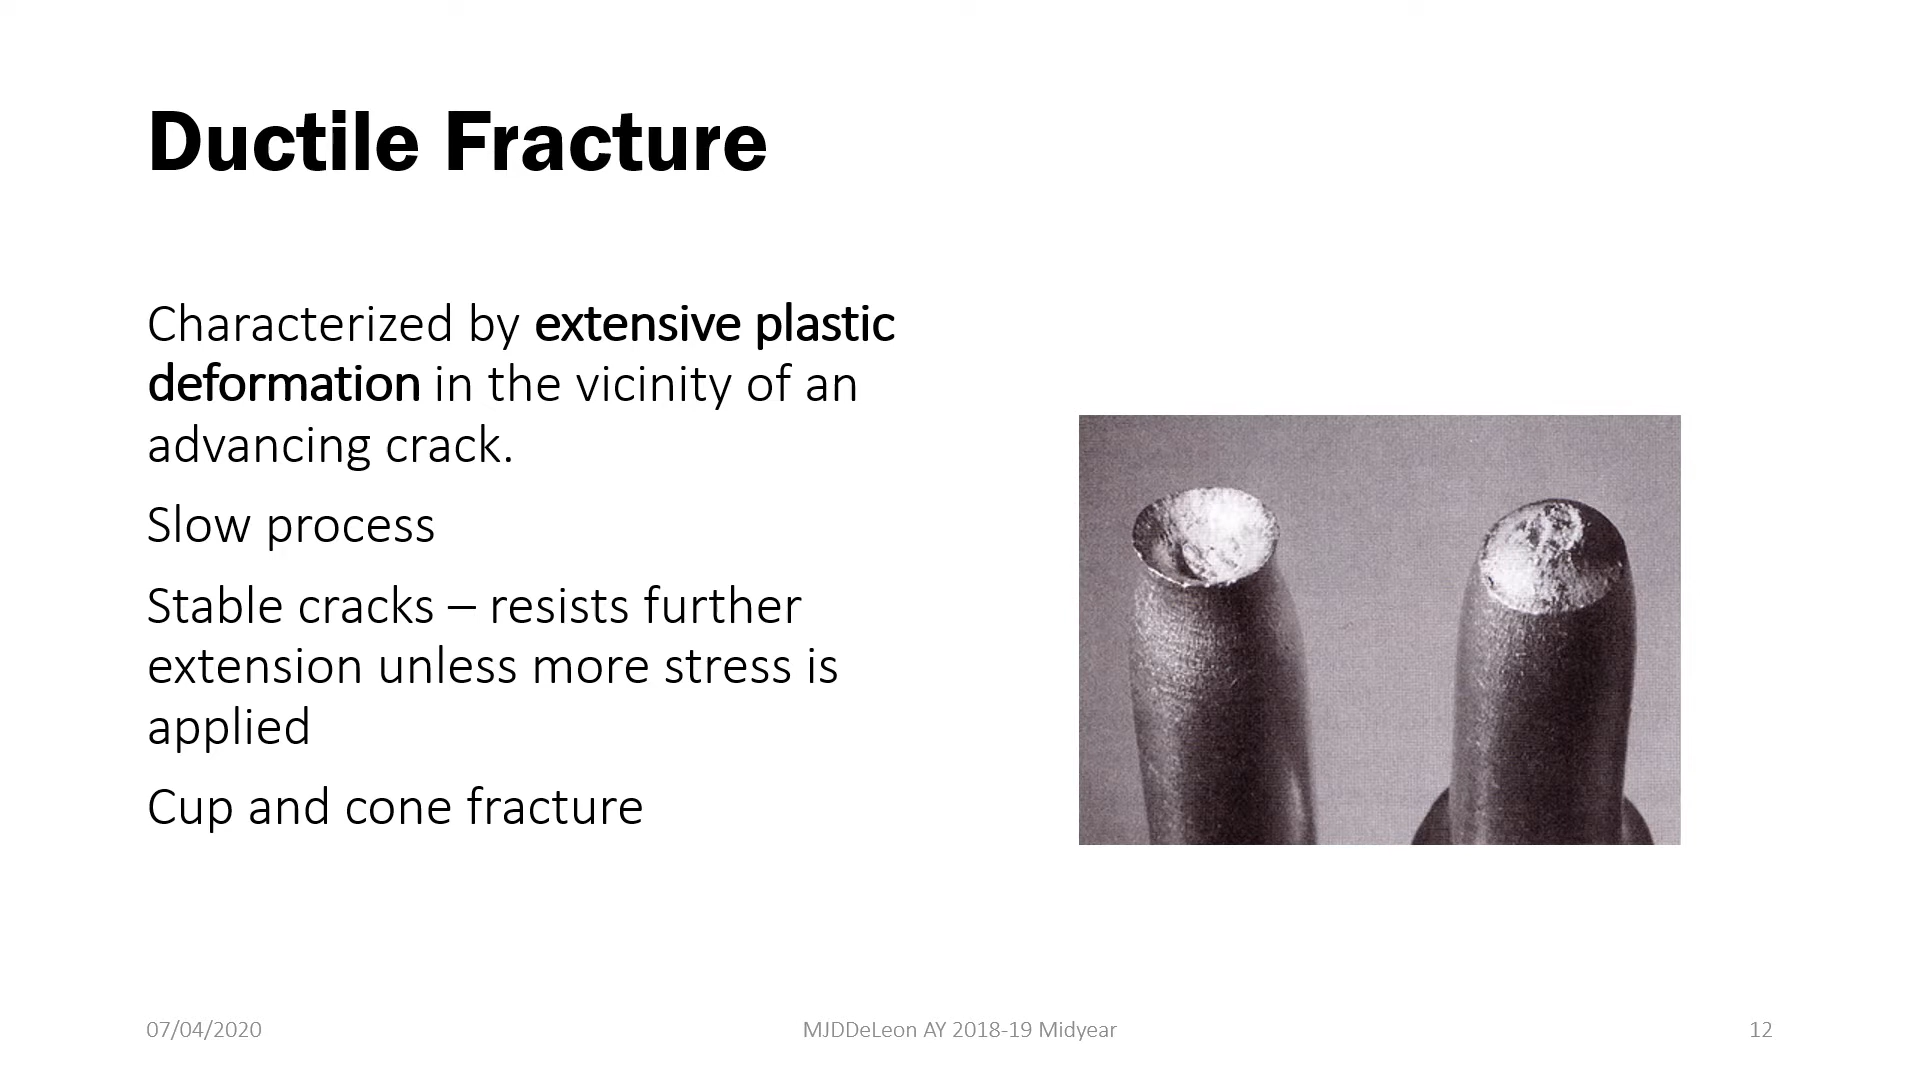 Ductile Fracture
Characterized by extensive plastic
deformation in the vicinity of an
advancing crack.
Slow process
Stable cracks – resists further
extension unless more stress is
applied
Cup and cone fracture
07/04/2020
MJDDeLeon AY 2018-19 Midyear
12